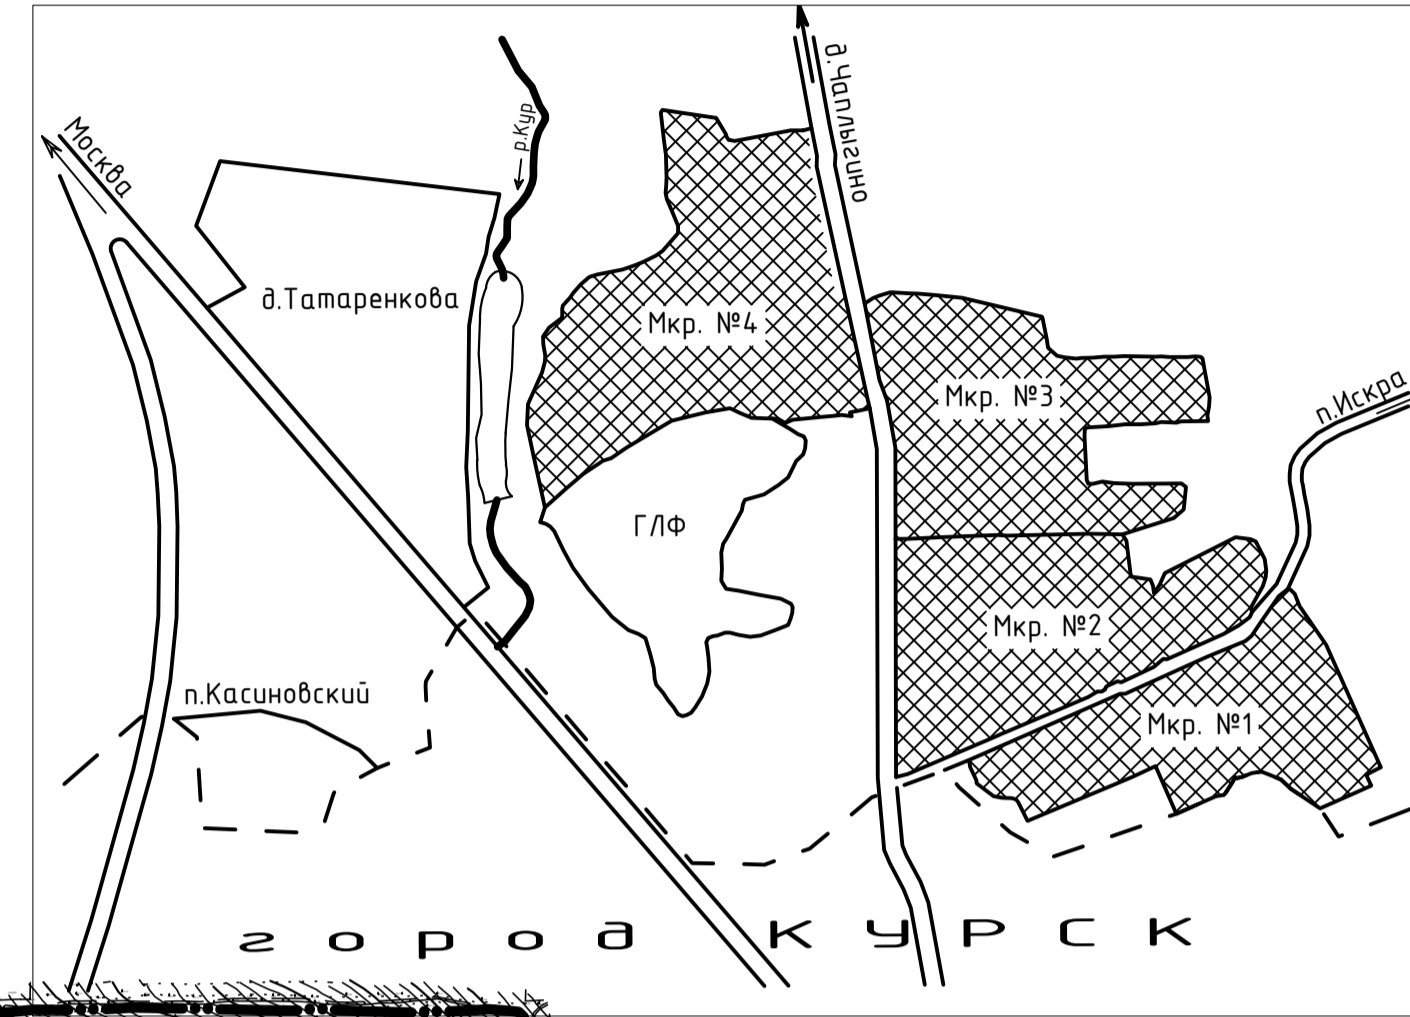 д.Чаплыгино
р.Кур
Москва
д.Татаренкова
Мкр. №4
Мкр. №3
п.Искра
ГЛФ
Мкр. №2
п.Касиновский
Мкр. №1
город КУРСК